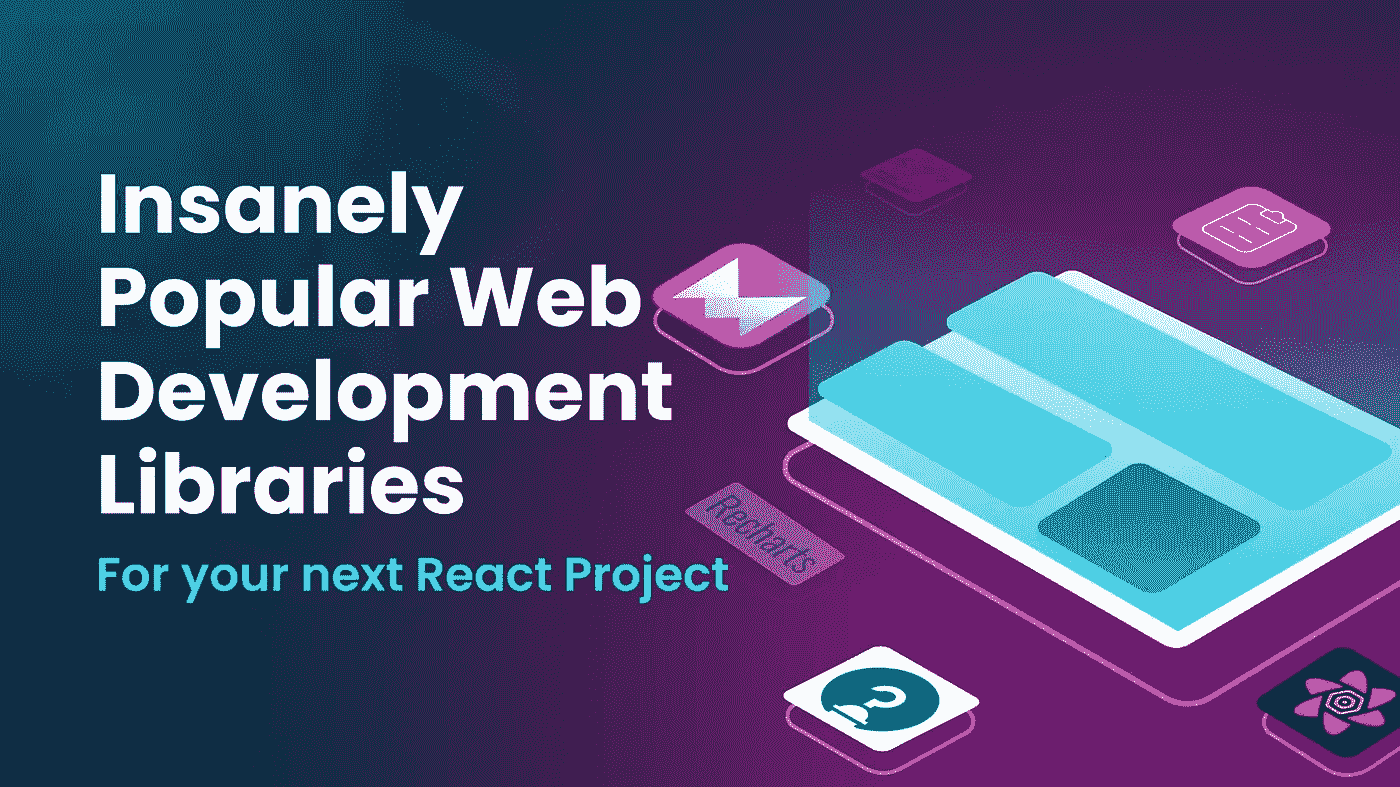 Insanely
Popular Web
Development
Libraries
For your next React Project
Recharts